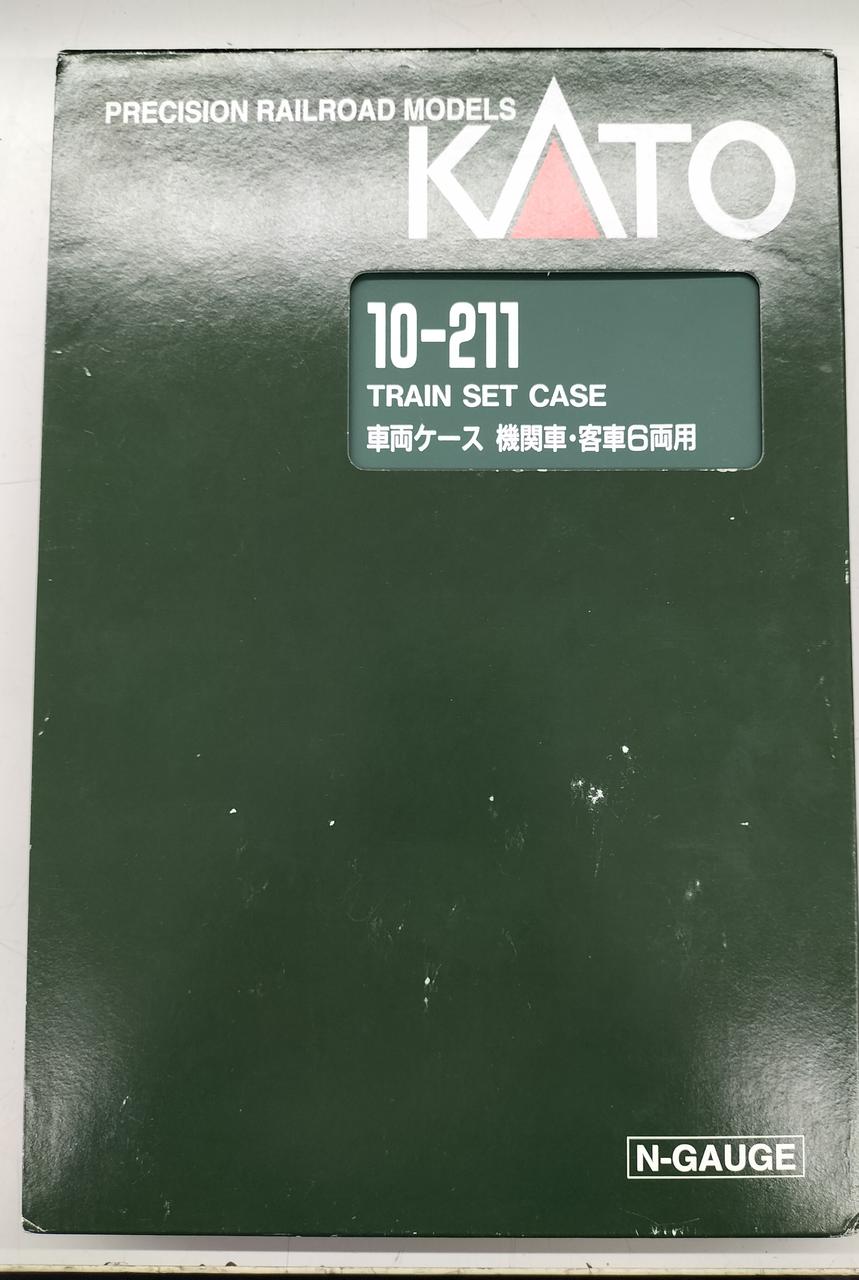 PRECISION RAILROAD MODELS
KATO
10-211
TRAIN SET CASE
車両ケース 機関車・客車6両用
N-GAUGE